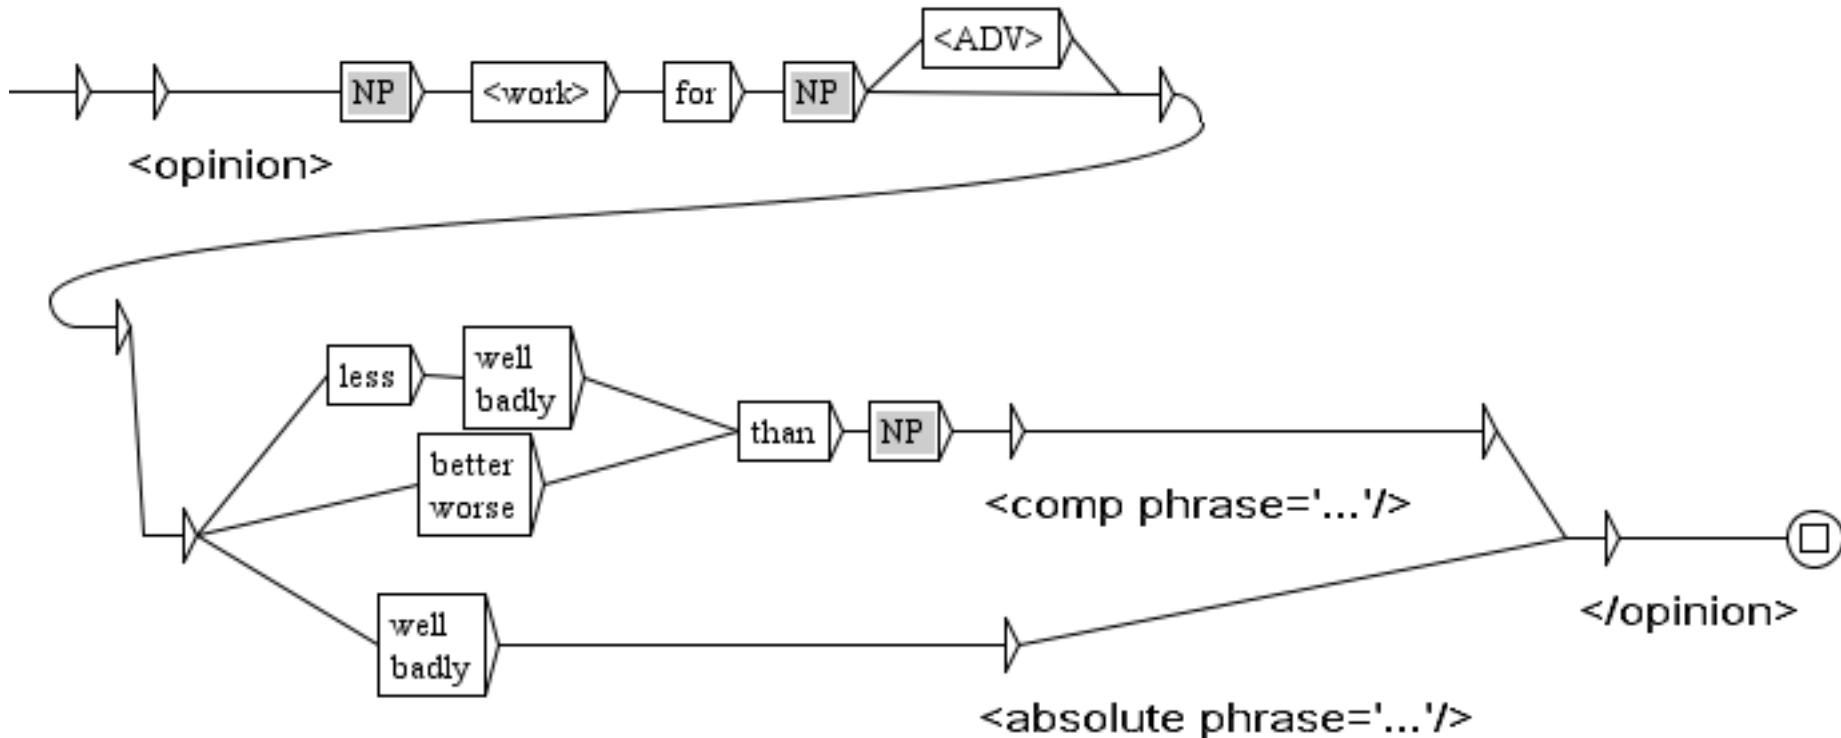 <ADV>
NP <work> for NP
<opinion>
less
well
badly
better
worse
than NP
<comp phrase='...'/>
well
badly
</opinion>
<absolute phrase='...'/>